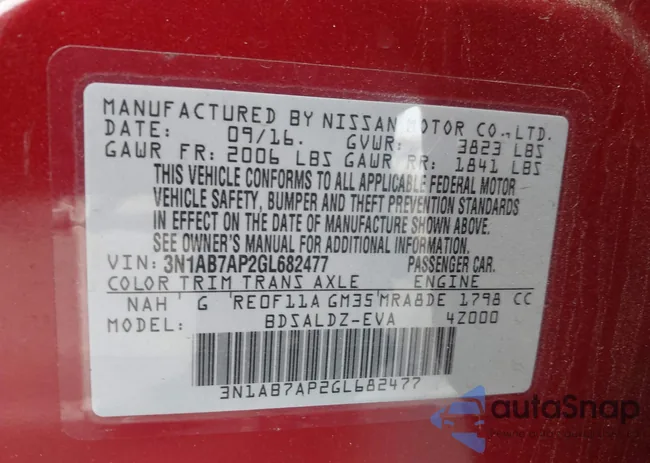 MANUFACTURED BY NISSAN MOTOR CO., LTD.
DATE: 09/16. GVWR: 3823 LBS
GAWR FR: 2006 LBS GAWR RR: 1841 LBS
THIS VEHICLE CONFORMS TO ALL APPLICABLE FEDERAL MOTOR
VEHICLE SAFETY, BUMPER AND THEFT PREVENTION STANDARDS
IN EFFECT ON THE DATE OF MANUFACTURE SHOWN ABOVE.
SEE OWNER'S MANUAL FOR ADDITIONAL INFORMATION.
VIN: 3N1AB7AP2GL682477 PASSENGER CAR.
COLOR TRIM TRANS AXLE ENGINE
NAH G RE0F11A GM35 MRA8DE 1798 CC
MODEL: BDSALDZ-EVA 4Z000
3N1AB7AP2GL682477
autoSnap